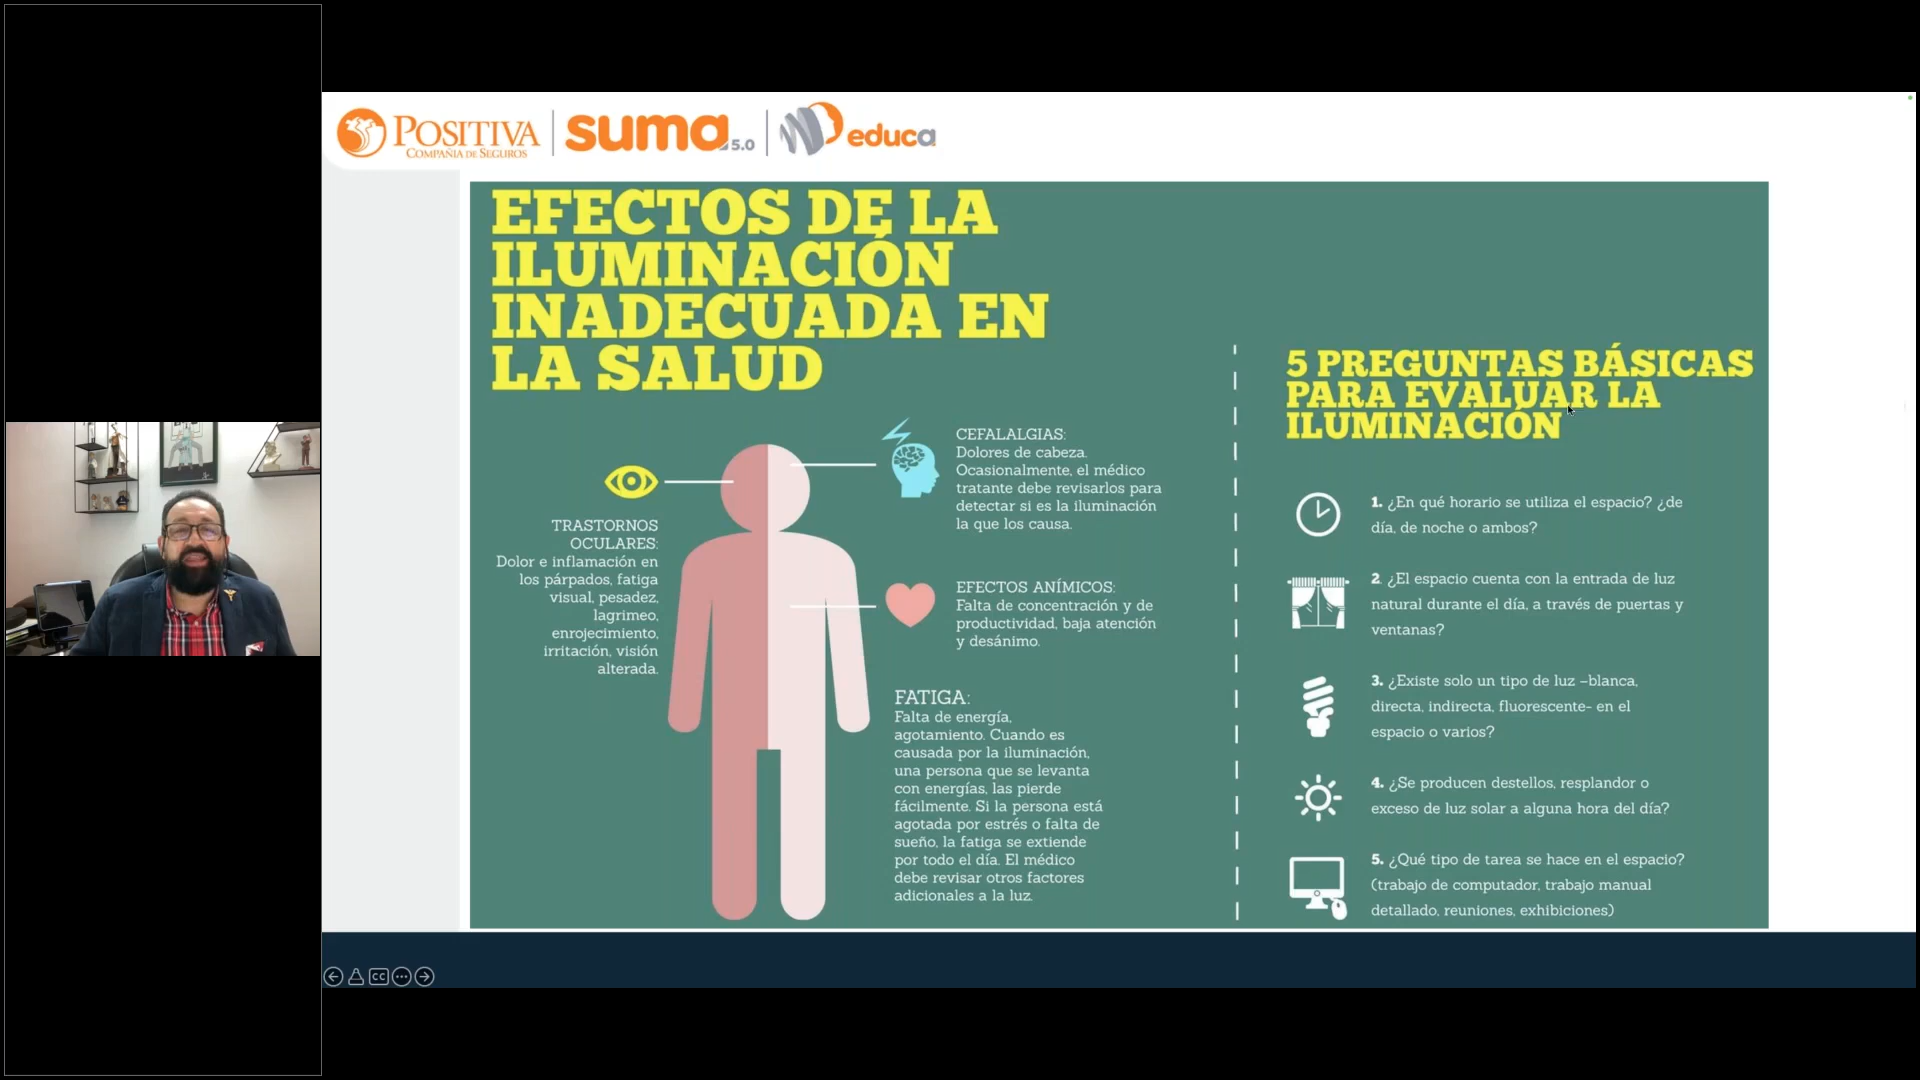 POSITIVA
COMPAÑÍA DE SEGUROS
suma 5.0
educa
EFECTOS DE LA
ILUMINACIÓN
INADECUADA EN
LA SALUD
TRASTORNOS
OCULARES:
Dolor e inflamación en
los párpados, fatiga
visual, pesadez,
lagrimeo,
enrojecimiento,
irritación, visión
alterada.
CEFALALGIAS:
Dolores de cabeza.
Ocasionalmente, el médico
tratante debe revisarlos para
detectar si es la iluminación
la que los causa.
EFECTOS ANÍMICOS:
Falta de concentración y de
productividad, baja atención
y desánimo.
FATIGA:
Falta de energía,
agotamiento. Cuando es
causada por la iluminación,
una persona que se levanta
con energías, las pierde
fácilmente. Si la persona está
agotada por estrés o falta de
sueño, la fatiga se extiende
por todo el día. El médico
debe revisar otros factores
adicionales a la luz.
5 PREGUNTAS BÁSICAS
PARA EVALUAR LA
ILUMINACIÓN
1. ¿En qué horario se utiliza el espacio? ¿de
día, de noche o ambos?
2. ¿El espacio cuenta con la entrada de luz
natural durante el día, a través de puertas y
ventanas?
3. ¿Existe solo un tipo de luz –blanca,
directa, indirecta, fluorescente- en el
espacio o varios?
4. ¿Se producen destellos, resplandor o
exceso de luz solar a alguna hora del día?
5. ¿Qué tipo de tarea se hace en el espacio?
(trabajo de computador, trabajo manual
detallado, reuniones, exhibiciones)
CC